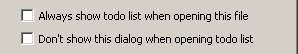 Always show todo list when opening this file
Don't show this dialog when opening todo list